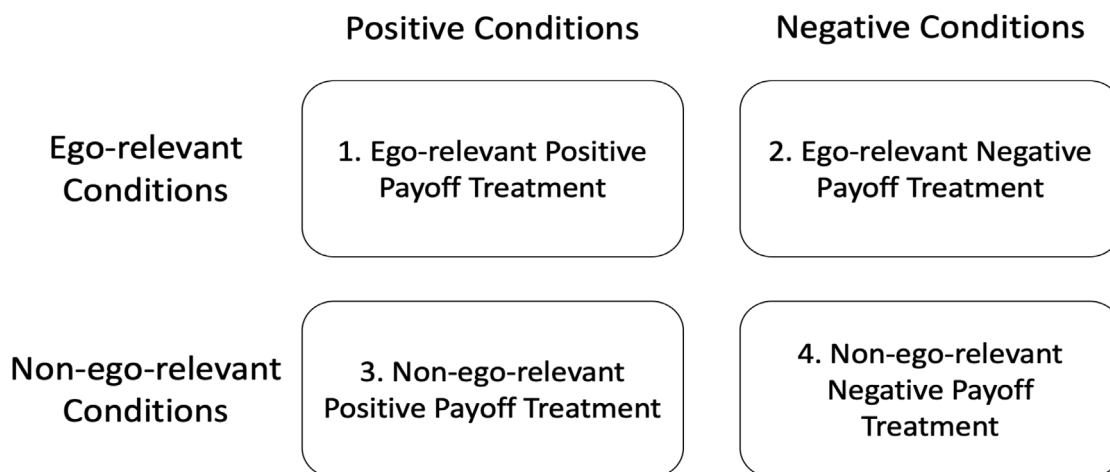 Positive Conditions
Negative Conditions
Ego-relevant
Conditions
1. Ego-relevant Positive
Payoff Treatment
2. Ego-relevant Negative
Payoff Treatment
Non-ego-relevant
Conditions
3. Non-ego-relevant
Positive Payoff Treatment
4. Non-ego-relevant
Negative Payoff
Treatment